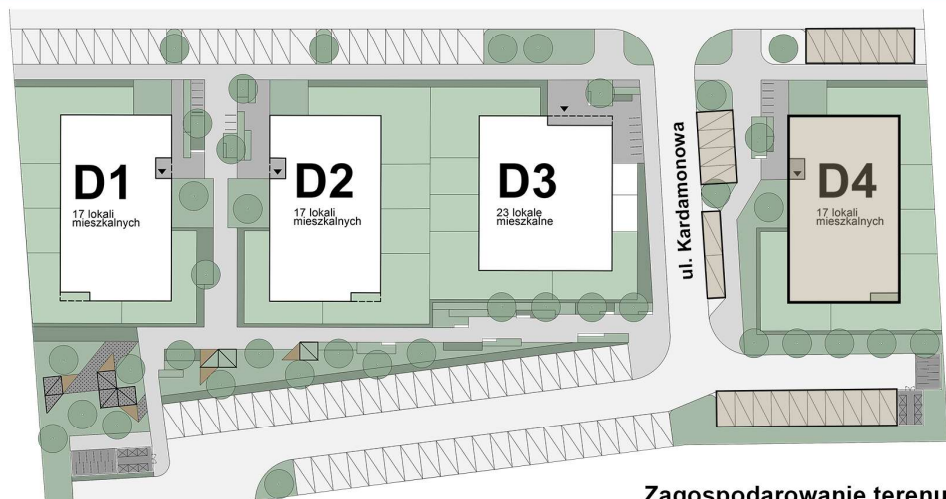 D1
17 lokali
mieszkalnych
D2
17 lokali
mieszkalnych
D3
23 lokale
mieszkalne
ul. Kardamonowa
D4
17 lokali
mieszkalnych
Zagospodarowanie terenu